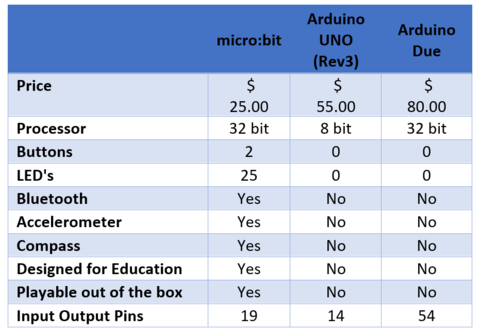 micro:bit Arduino UNO (Rev3) Arduino Due
Price $ 25.00 $ 55.00 $ 80.00
Processor 32 bit 8 bit 32 bit
Buttons 2 0 0
LED's 25 0 0
Bluetooth Yes No No
Accelerometer Yes No No
Compass Yes No No
Designed for Education Yes No No
Playable out of the box Yes No No
Input Output Pins 19 14 54